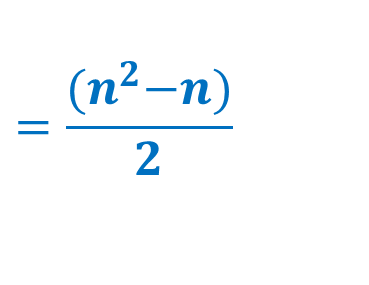 = (n² − n) / 2